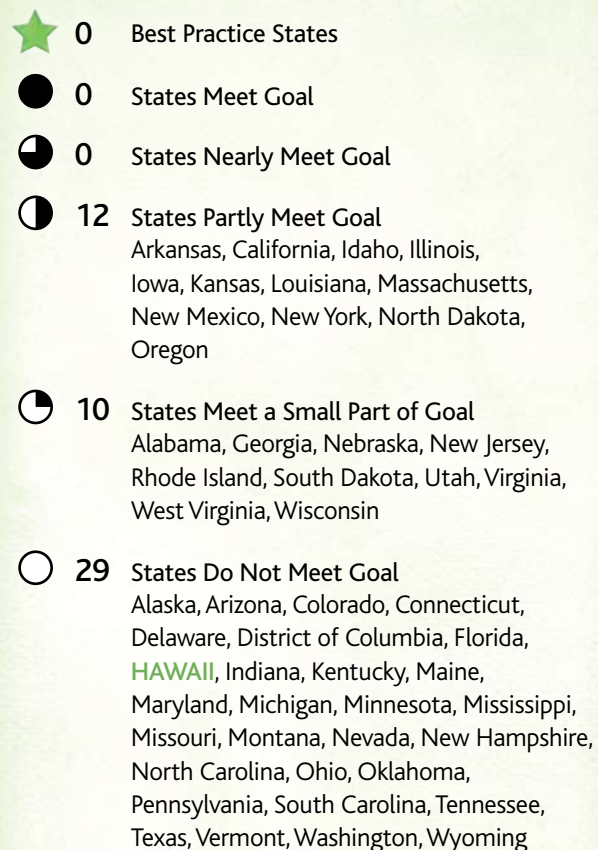 0 Best Practice States
0 States Meet Goal
0 States Nearly Meet Goal
12 States Partly Meet Goal
Arkansas, California, Idaho, Illinois,
Iowa, Kansas, Louisiana, Massachusetts,
New Mexico, New York, North Dakota,
Oregon
10 States Meet a Small Part of Goal
Alabama, Georgia, Nebraska, New Jersey,
Rhode Island, South Dakota, Utah, Virginia,
West Virginia, Wisconsin
29 States Do Not Meet Goal
Alaska, Arizona, Colorado, Connecticut,
Delaware, District of Columbia, Florida,
HAWAII, Indiana, Kentucky, Maine,
Maryland, Michigan, Minnesota, Mississippi,
Missouri, Montana, Nevada, New Hampshire,
North Carolina, Ohio, Oklahoma,
Pennsylvania, South Carolina, Tennessee,
Texas, Vermont, Washington, Wyoming